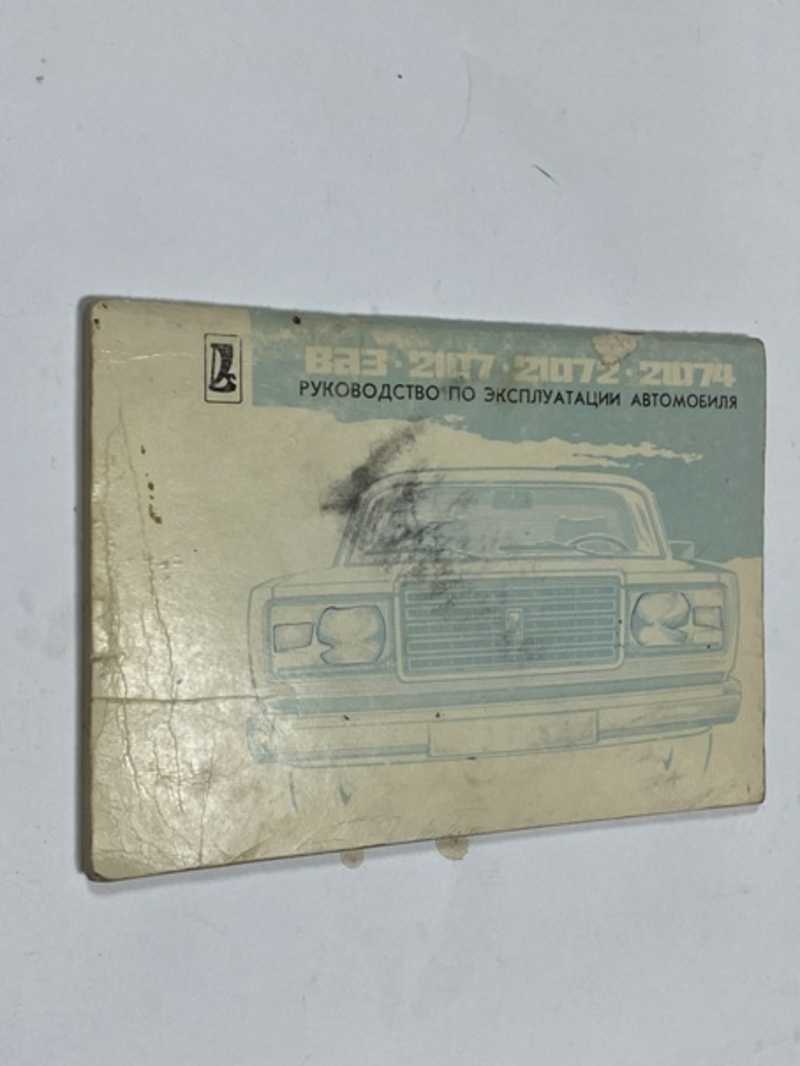 ВАЗ · 2107 · 21072 · 21074
РУКОВОДСТВО ПО ЭКСПЛУАТАЦИИ АВТОМОБИЛЯ